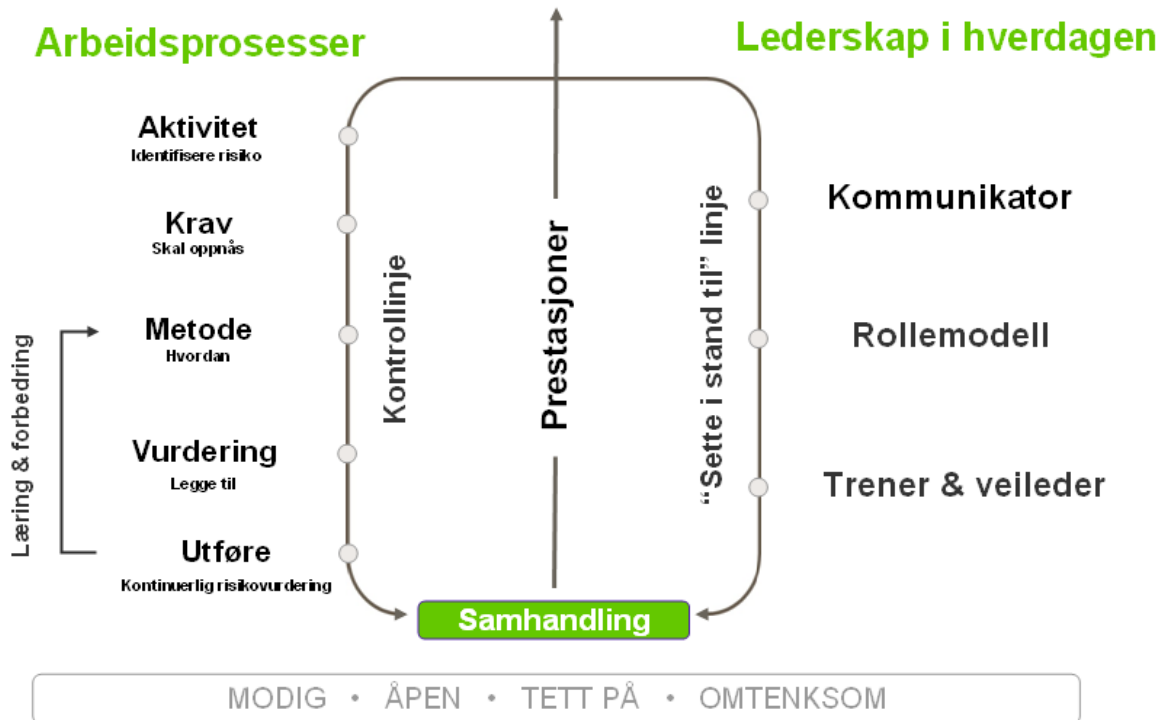 Arbeidsprosesser
Lederskap i hverdagen
Aktivitet
Identifisere risiko
Krav
Skal oppnås
Metode
Hvordan
Vurdering
Legge til
Utføre
Kontinuerlig risikovurdering
Læring & forbedring
Kontrollinje
Prestasjoner
“Sette i stand til” linje
Kommunikator
Rollemodell
Trener & veileder
Samhandling
MODIG • ÅPEN • TETT PÅ • OMTENKSOM